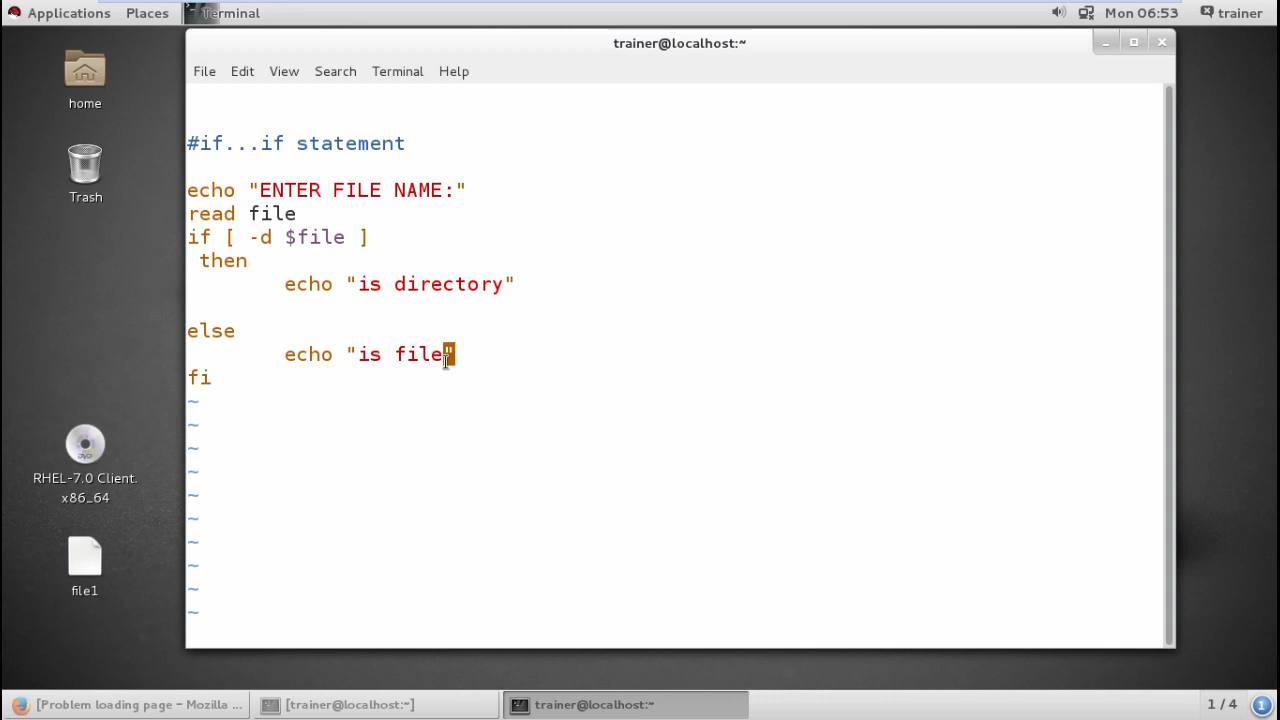 Applications Places Terminal Mon 06:53 trainer
trainer@localhost:~
File Edit View Search Terminal Help
home
Trash
RHEL-7.0 Client.
x86_64
file1
#if...if statement
echo "ENTER FILE NAME:"
read file
if [ -d $file ]
then
echo "is directory"
else
echo "is file"
fi
~
~
~
~
~
~
~
~
~
~
[Problem loading page - Mozilla ... [trainer@localhost:~] trainer@localhost:~ 1 / 4 1